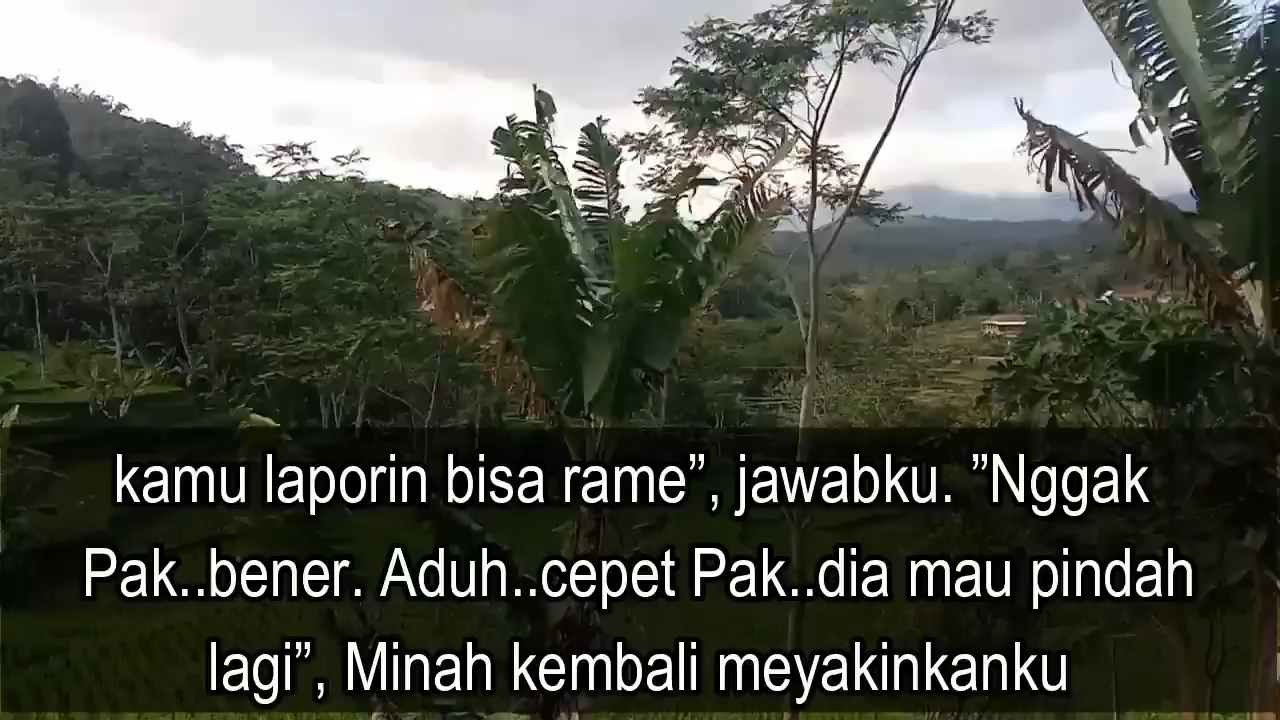 kamu laporin bisa rame”, jawabku. ”Nggak
Pak..bener. Aduh..cepet Pak..dia mau pindah
lagi”, Minah kembali meyakinkanku